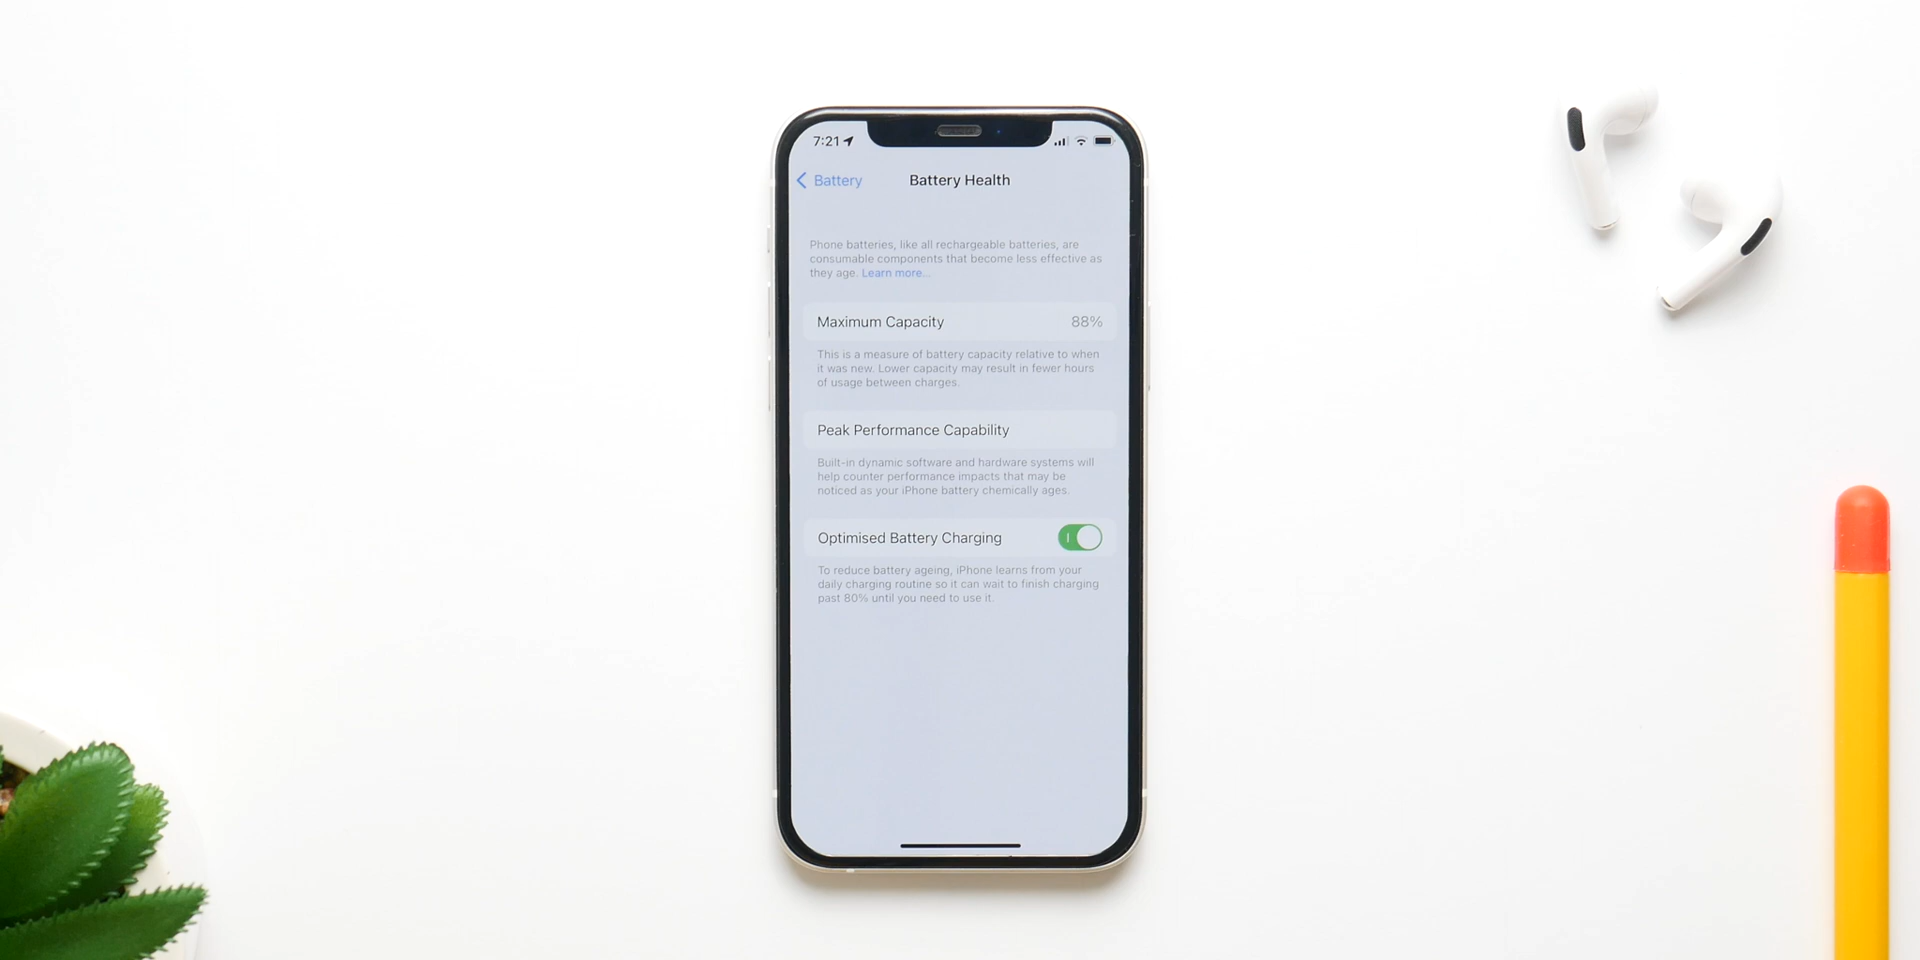 7:21
Battery
Battery Health
Phone batteries, like all rechargeable batteries, are
consumable components that become less effective as
they age. Learn more...
Maximum Capacity 88%
This is a measure of battery capacity relative to when
it was new. Lower capacity may result in fewer hours
of usage between charges.
Peak Performance Capability
Built-in dynamic software and hardware systems will
help counter performance impacts that may be
noticed as your iPhone battery chemically ages.
Optimised Battery Charging
To reduce battery ageing, iPhone learns from your
daily charging routine so it can wait to finish charging
past 80% until you need to use it.